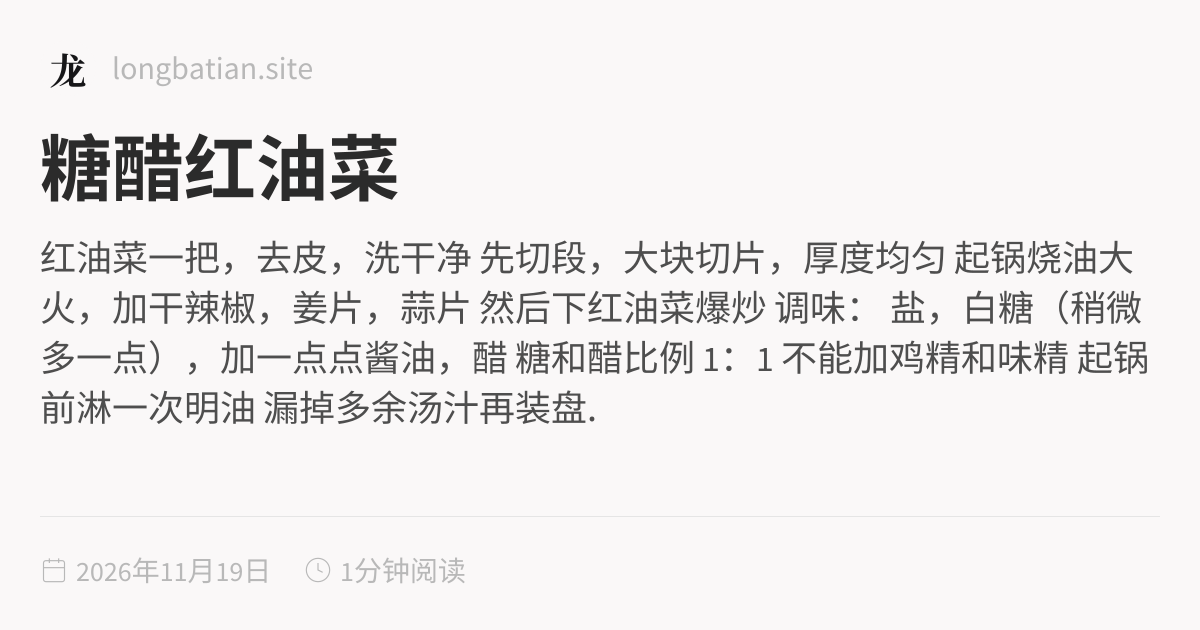 龙 longbatian.site
糖醋红油菜
红油菜一把，去皮，洗干净 先切段，大块切片，厚度均匀 起锅烧油大
火，加干辣椒，姜片，蒜片 然后下红油菜爆炒 调味： 盐，白糖（稍微
多一点），加一点点酱油，醋 糖和醋比例 1：1 不能加鸡精和味精 起锅
前淋一次明油 漏掉多余汤汁再装盘.
2026年11月19日 1分钟阅读